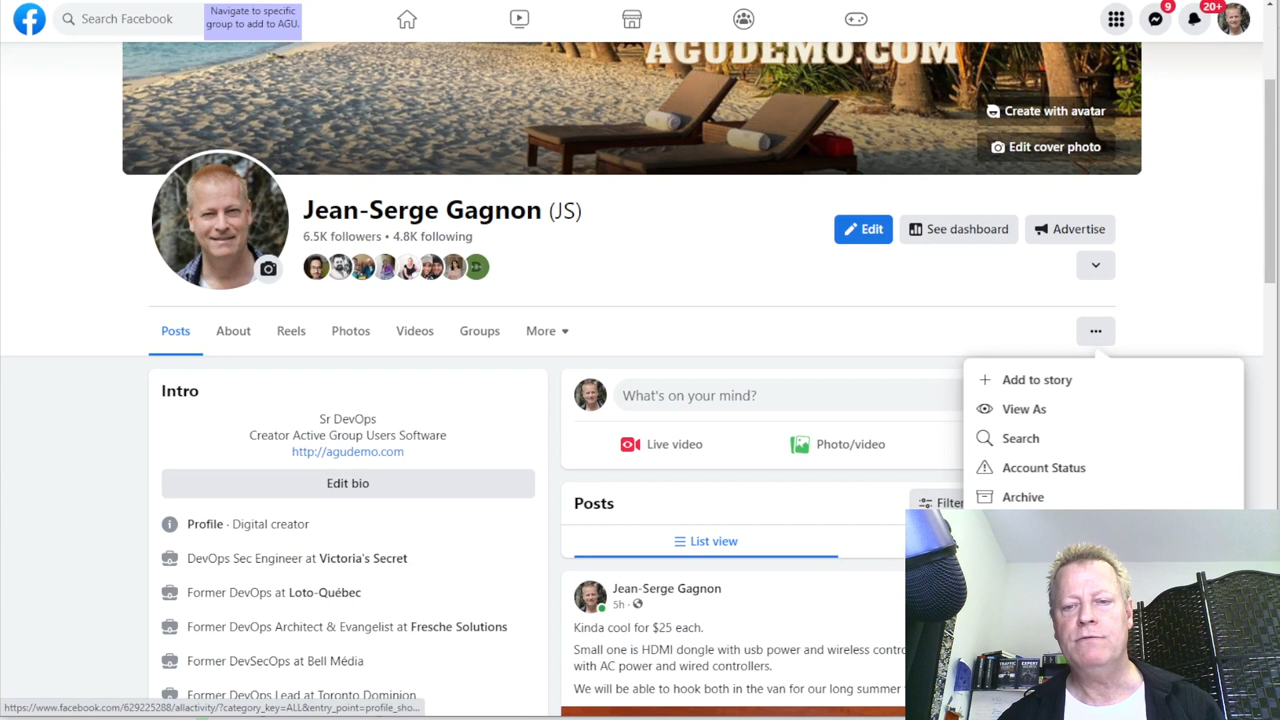 Search Facebook
Navigate to specific
group to add to AGU.
9
20+
AGUDEMO.COM
Create with avatar
Edit cover photo
Jean-Serge Gagnon (JS)
6.5K followers • 4.8K following
Edit
See dashboard
Advertise
Posts
About
Reels
Photos
Videos
Groups
More
Add to story
View As
Search
Account Status
Archive
Intro
Sr DevOps
Creator Active Group Users Software
http://agudemo.com
Edit bio
Profile · Digital creator
DevOps Sec Engineer at Victoria's Secret
Former DevOps at Loto-Québec
Former DevOps Architect & Evangelist at Fresche Solutions
Former DevSecOps at Bell Média
Former DevOps Lead at Toronto Dominion
What's on your mind?
Live video
Photo/video
Posts
Filter
List view
Jean-Serge Gagnon
5h ·
Kinda cool for $25 each.
Small one is HDMI dongle with usb power and wireless contro
with AC power and wired controllers.
We will be able to hook both in the van for our long summer
https://www.facebook.com/629225288/allactivity/?category_key=ALL&entry_point=profile_sho...
TRAFFIC
EXPERT